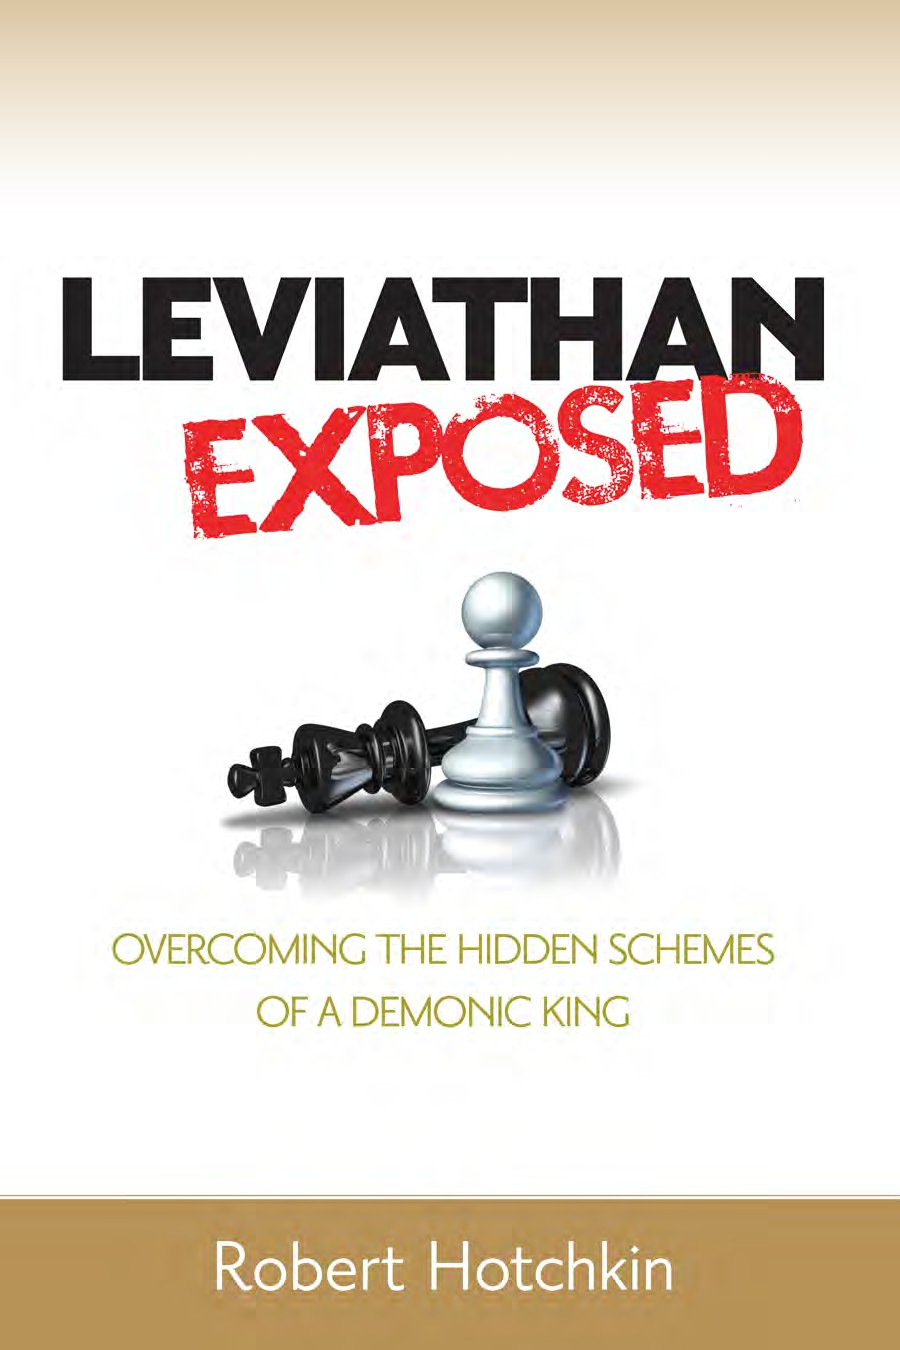 LEVIATHAN
EXPOSED
OVERCOMING THE HIDDEN SCHEMES
OF A DEMONIC KING
Robert Hotchkin